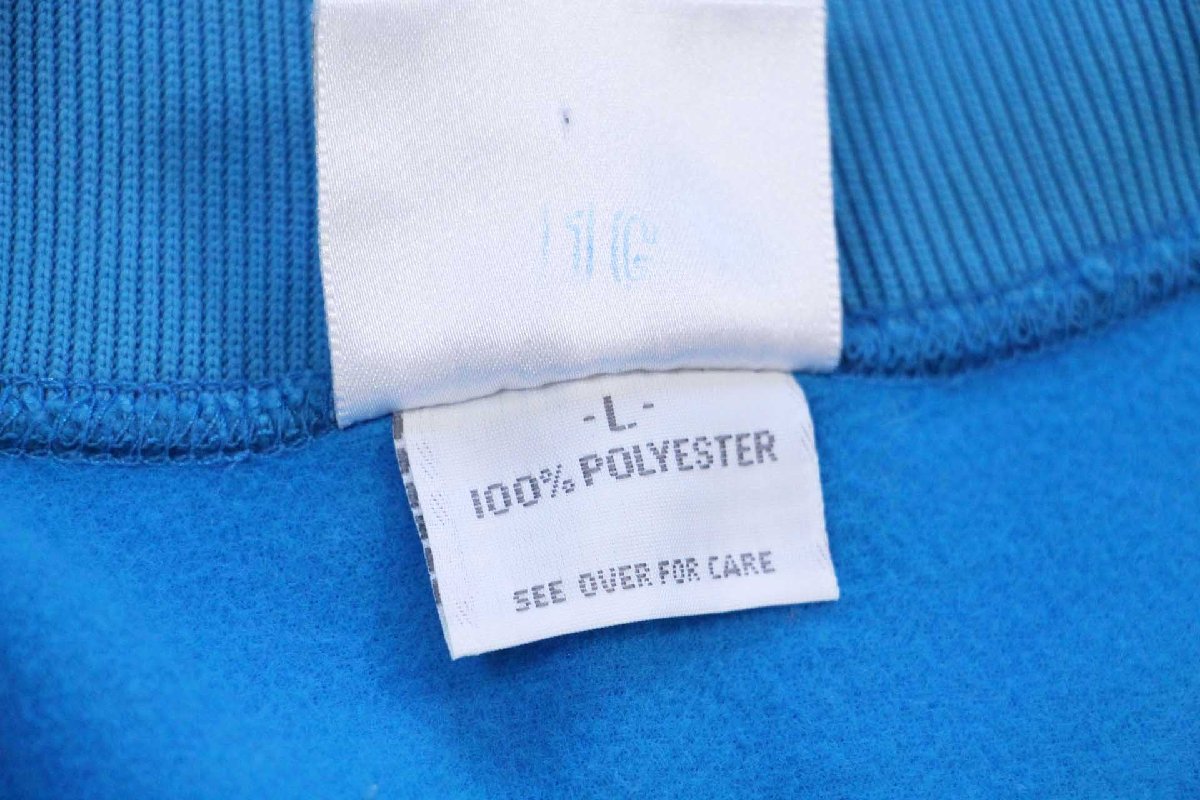 -L-
100% POLYESTER
SEE OVER FOR CARE